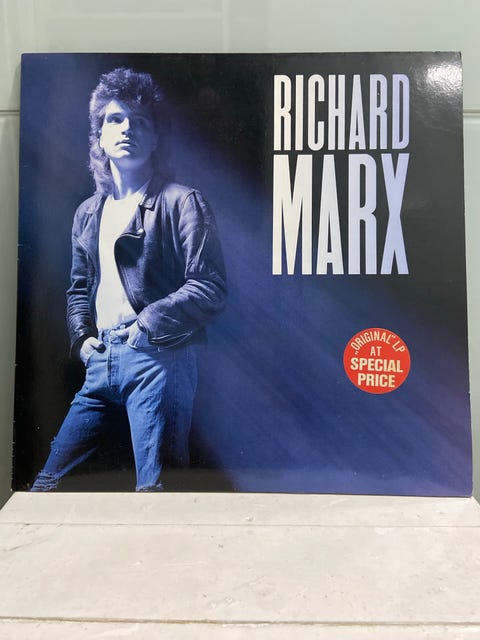 RICHARD
MARX
„ORIGINAL" LP
AT
SPECIAL
PRICE